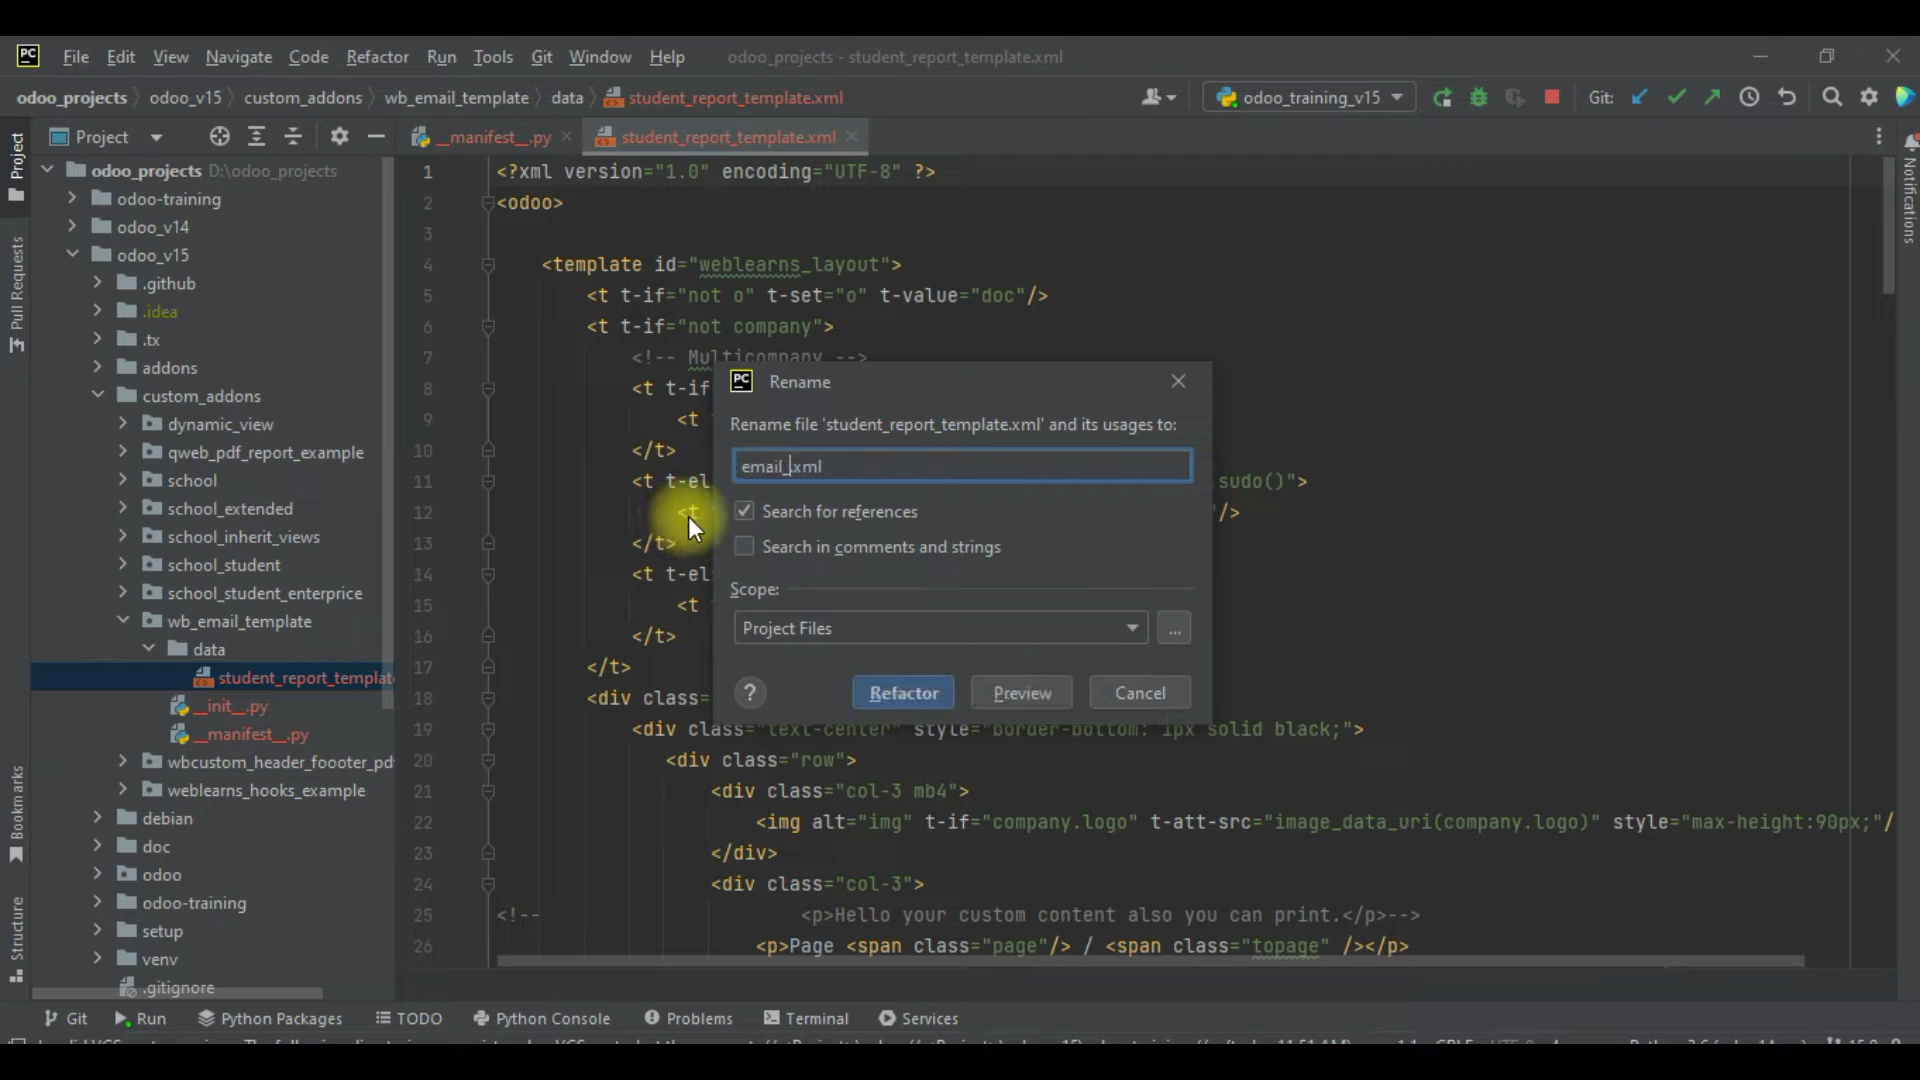 PC File Edit View Navigate Code Refactor Run Tools Git Window Help odoo_projects - student_report_template.xml
odoo_projects odoo_v15 custom_addons wb_email_template data student_report_template.xml odoo_training_v15 Git:
Project
__manifest__.py student_report_template.xml
odoo_projects D:\odoo_projects
odoo-training
odoo_v14
odoo_v15
.github
.idea
.tx
addons
custom_addons
dynamic_view
qweb_pdf_report_example
school
school_extended
school_inherit_views
school_student
school_student_enterprice
wb_email_template
data
student_report_template
__init__.py
__manifest__.py
wbcustom_header_foooter_pdf
weblearns_hooks_example
debian
doc
odoo
odoo-training
setup
venv
.gitignore
Project
Pull Requests
Bookmarks
Structure
Notifications
1 <?xml version="1.0" encoding="UTF-8" ?>
2 <odoo>
3
4 <template id="weblearns_layout">
5 <t t-if="not o" t-set="o" t-value="doc"/>
6 <t t-if="not company">
7 <!-- Multicompany -->
8 <t t-if
9 <t
10 </t>
11 <t t-el sudo()">
12 <t "/>
13 </t>
14 <t t-el
15 <t
16 </t>
17 </t>
18 <div class=
19 <div class="text-center" style="border-bottom: 1px solid black;">
20 <div class="row">
21 <div class="col-3 mb4">
22 <img alt="img" t-if="company.logo" t-att-src="image_data_uri(company.logo)" style="max-height:90px;"/
23 </div>
24 <div class="col-3">
25 <!-- <p>Hello your custom content also you can print.</p>-->
26 <p>Page <span class="page"/> / <span class="topage" /></p>
PC Rename
Rename file 'student_report_template.xml' and its usages to:
email_.xml
Search for references
Search in comments and strings
Scope:
Project Files
...
? Refactor Preview Cancel
Git Run Python Packages TODO Python Console Problems Terminal Services